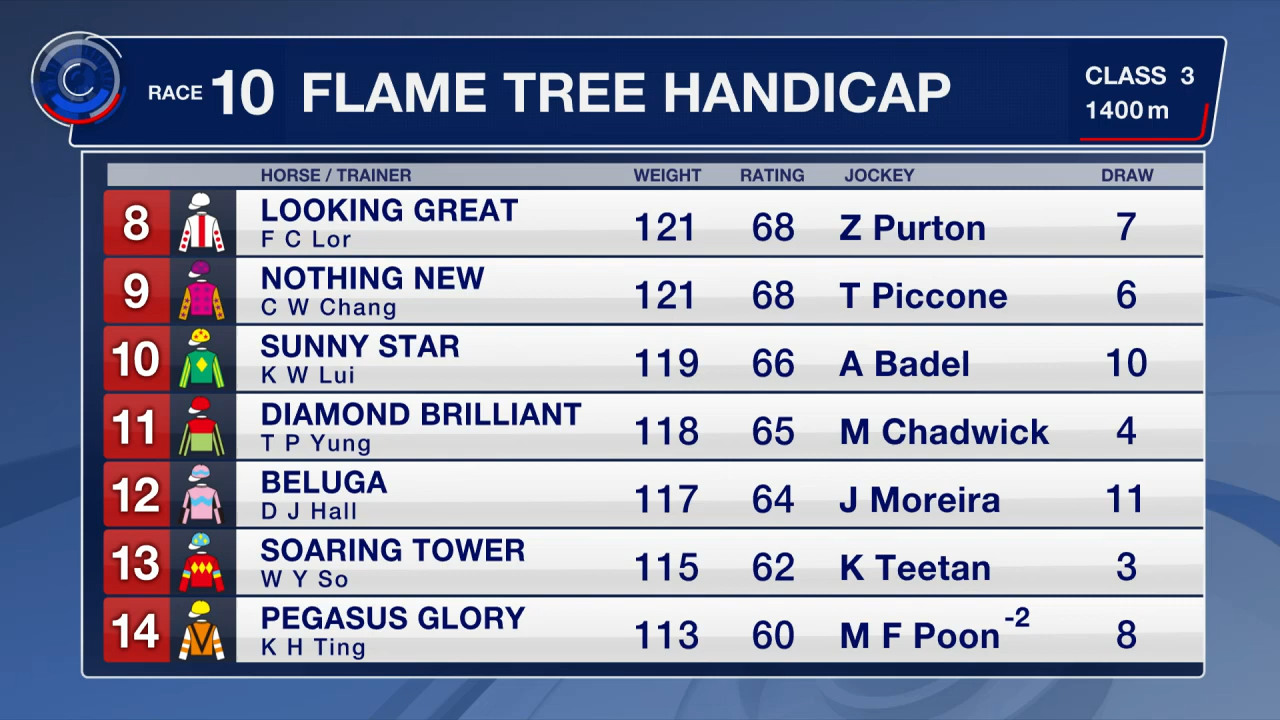 RACE 10 FLAME TREE HANDICAP
CLASS 3
1400m
HORSE / TRAINER WEIGHT RATING JOCKEY DRAW
8 LOOKING GREAT 121 68 Z Purton 7
F C Lor
9 NOTHING NEW 121 68 T Piccone 6
C W Chang
10 SUNNY STAR 119 66 A Badel 10
K W Lui
11 DIAMOND BRILLIANT 118 65 M Chadwick 4
T P Yung
12 BELUGA 117 64 J Moreira 11
D J Hall
13 SOARING TOWER 115 62 K Teetan 3
W Y So
14 PEGASUS GLORY 113 60 M F Poon -2 8
K H Ting